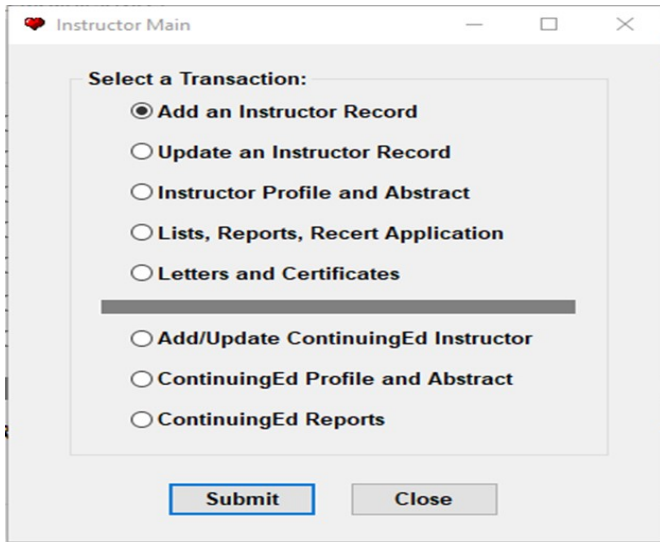 Instructor Main
Select a Transaction:
Add an Instructor Record
Update an Instructor Record
Instructor Profile and Abstract
Lists, Reports, Recert Application
Letters and Certificates
Add/Update ContinuingEd Instructor
ContinuingEd Profile and Abstract
ContinuingEd Reports
Submit Close